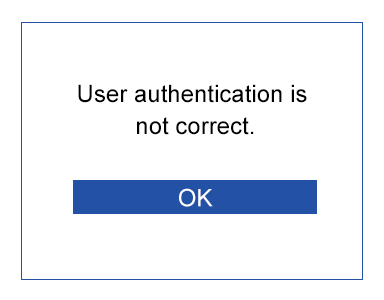 User authentication is
not correct.
OK